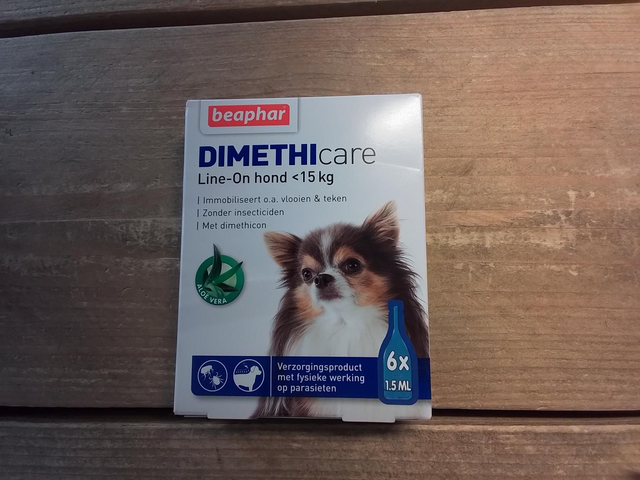 beaphar
DIMETHIcare
Line-On hond <15 kg
| Immobiliseert o.a. vlooien & teken
| Zonder insecticiden
| Met dimethicon
ALOE VERA
Verzorgingsproduct
met fysieke werking
op parasieten
6x
1.5 ML